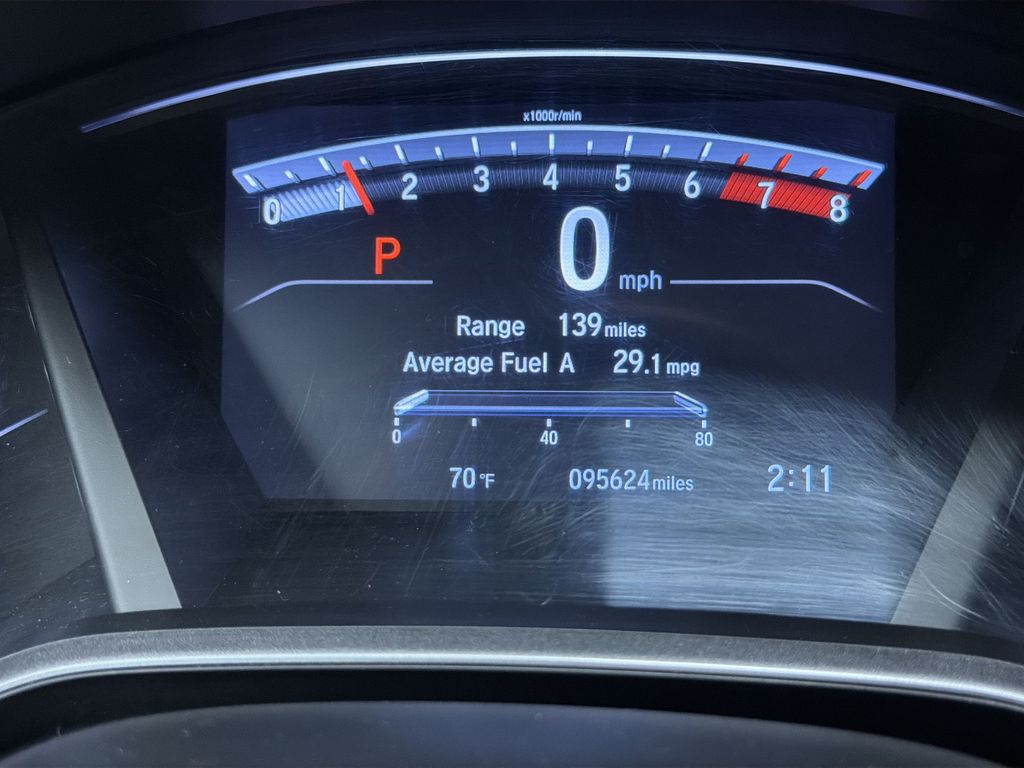 x1000r/min
0 1 2 3 4 5 6 7 8
P 0 mph
Range 139 miles
Average Fuel A 29.1 mpg
0 40 80
70 °F 095624 miles 2:11